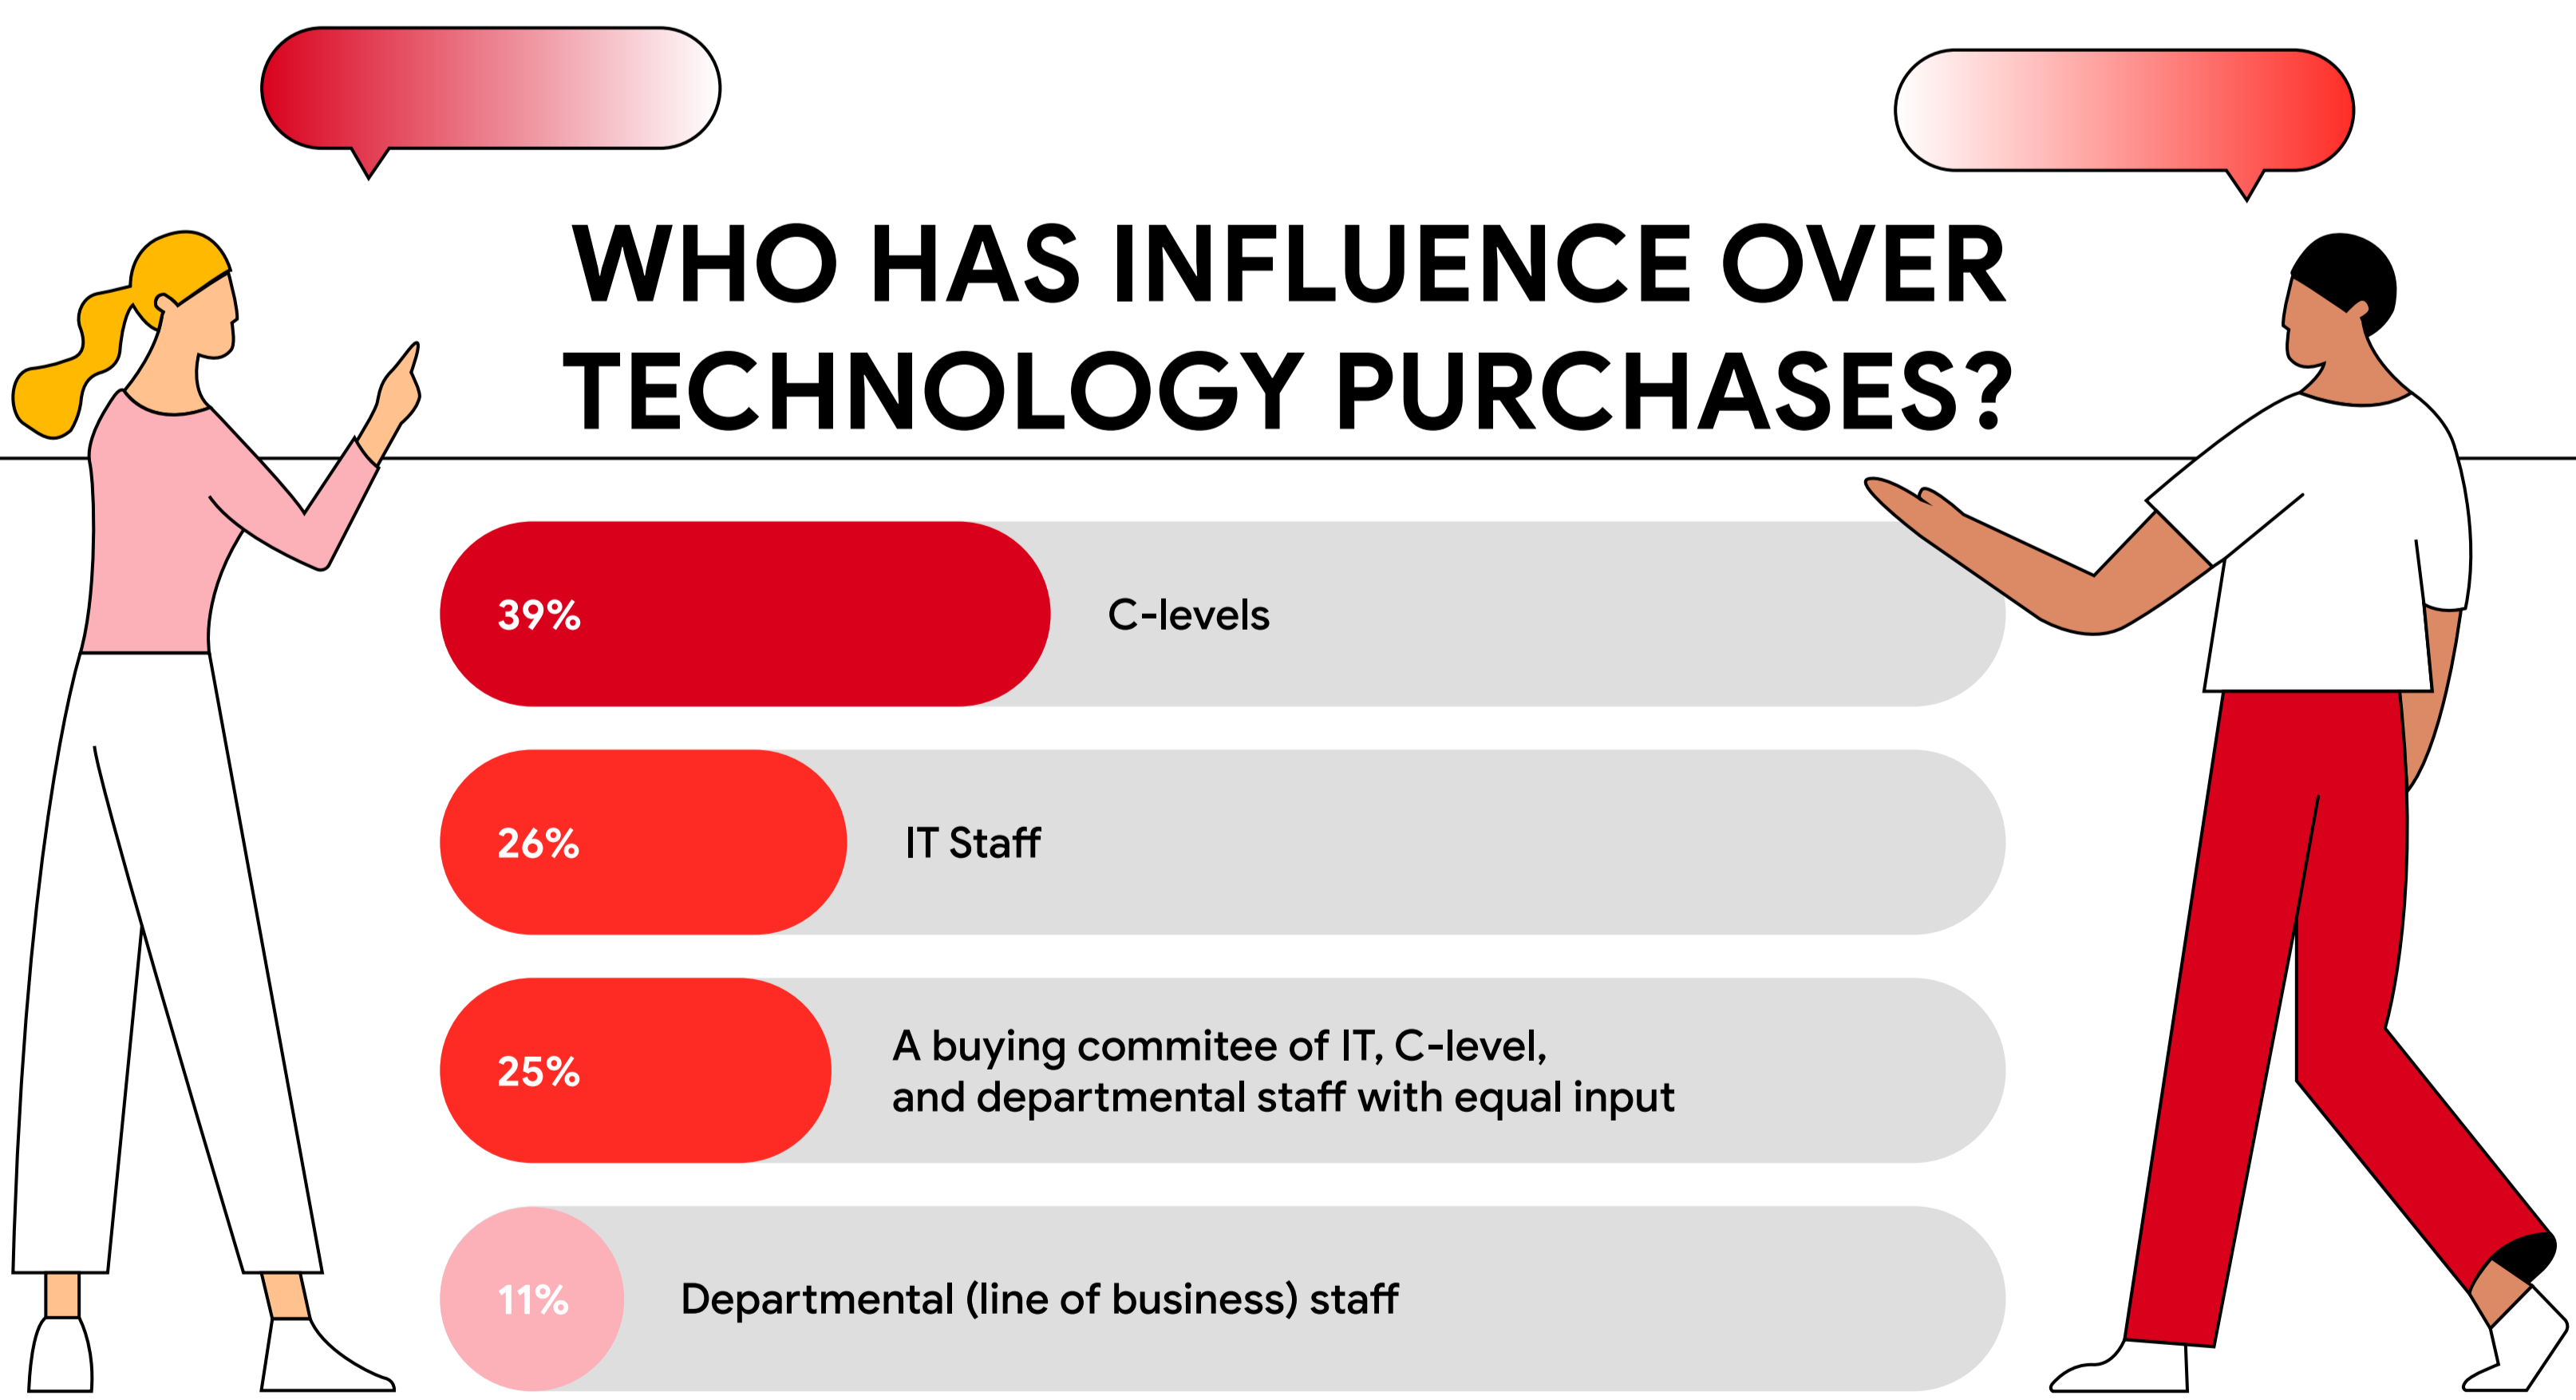 WHO HAS INFLUENCE OVER
TECHNOLOGY PURCHASES?
39%
C-levels
26%
IT Staff
25%
A buying commitee of IT, C-level,
and departmental staff with equal input
11%
Departmental (line of business) staff